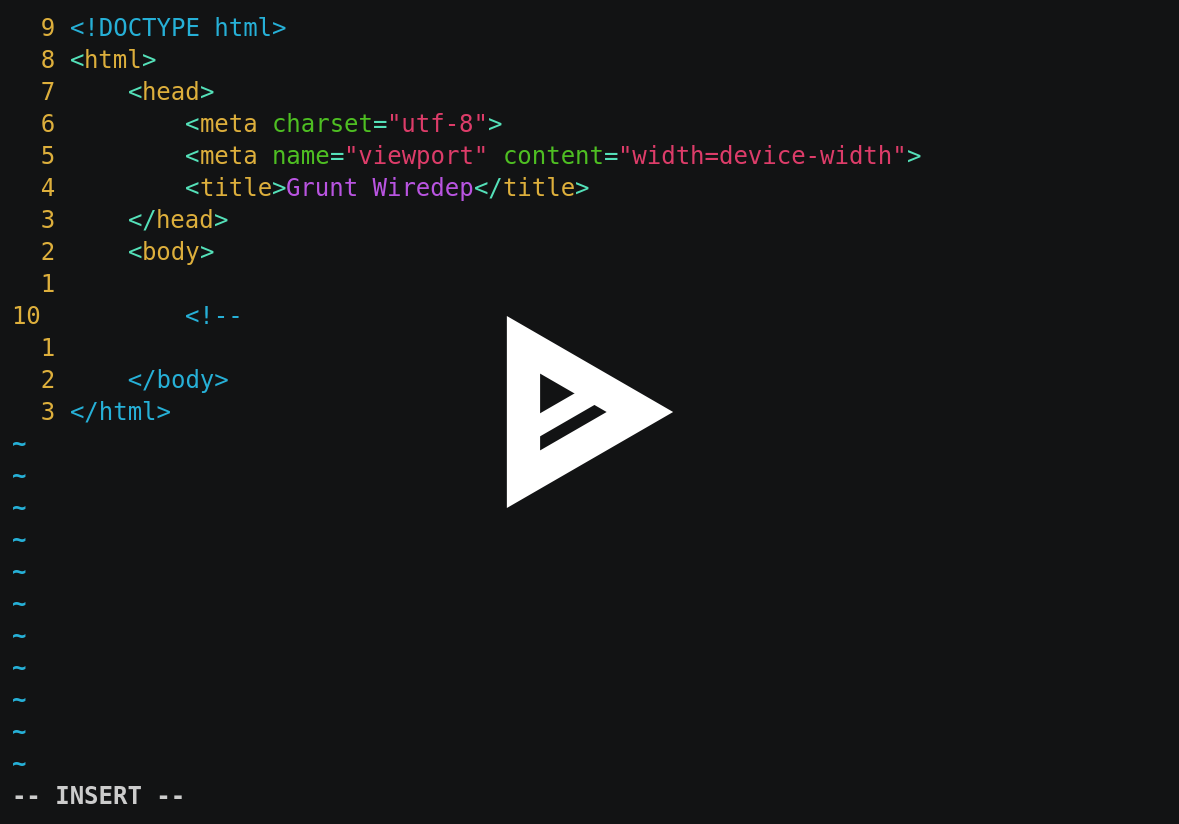 9 <!DOCTYPE html>
8 <html>
7     <head>
6         <meta charset="utf-8">
5         <meta name="viewport" content="width=device-width">
4         <title>Grunt Wiredep</title>
3     </head>
2     <body>
1
10         <!--
1
2     </body>
3 </html>
~
~
~
~
~
~
~
~
~
~
~
-- INSERT --